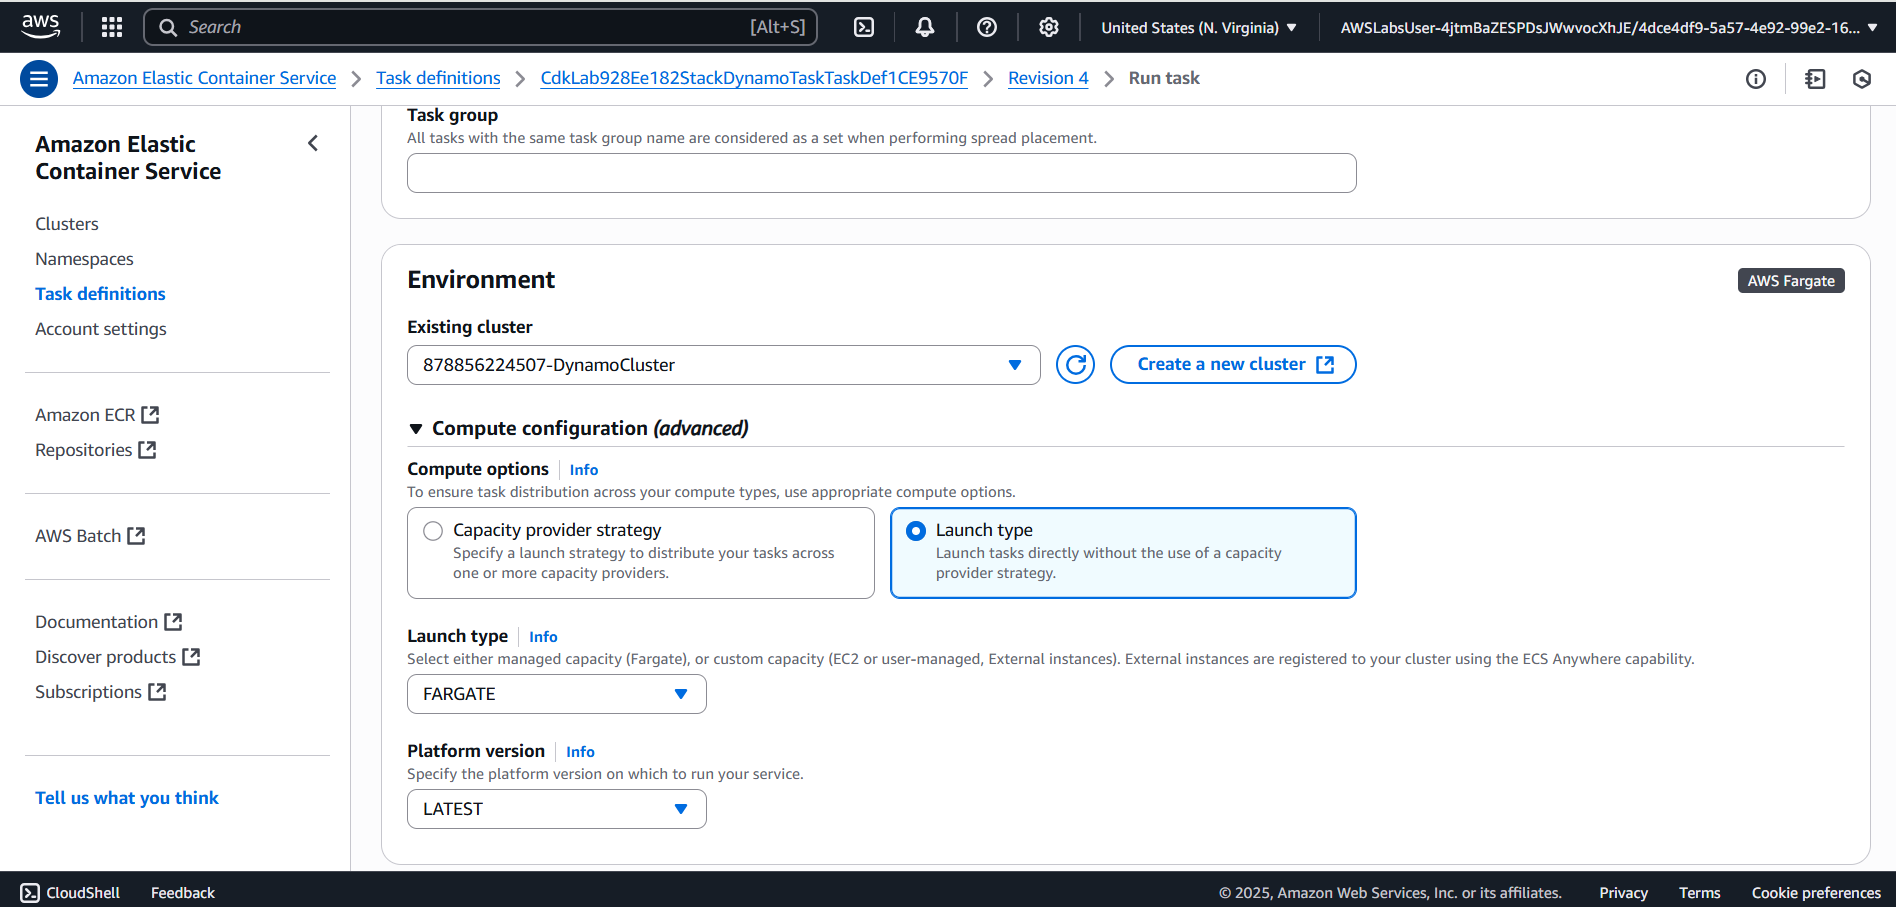 aws
Search
[Alt+S]
United States (N. Virginia)
AWSLabsUser-4jtmBaZESPDsJWwvocXhJE/4dce4df9-5a57-4e92-99e2-16...
Amazon Elastic Container Service
Task definitions
CdkLab928Ee182StackDynamoTaskTaskDef1CE9570F
Revision 4
Run task
Amazon Elastic
Container Service
Clusters
Namespaces
Task definitions
Account settings
Amazon ECR
Repositories
AWS Batch
Documentation
Discover products
Subscriptions
Tell us what you think
Task group
All tasks with the same task group name are considered as a set when performing spread placement.
Environment
AWS Fargate
Existing cluster
878856224507-DynamoCluster
Create a new cluster
Compute configuration (advanced)
Compute options
Info
To ensure task distribution across your compute types, use appropriate compute options.
Capacity provider strategy
Specify a launch strategy to distribute your tasks across
one or more capacity providers.
Launch type
Launch tasks directly without the use of a capacity
provider strategy.
Launch type
Info
Select either managed capacity (Fargate), or custom capacity (EC2 or user-managed, External instances). External instances are registered to your cluster using the ECS Anywhere capability.
FARGATE
Platform version
Info
Specify the platform version on which to run your service.
LATEST
CloudShell
Feedback
© 2025, Amazon Web Services, Inc. or its affiliates.
Privacy
Terms
Cookie preferences